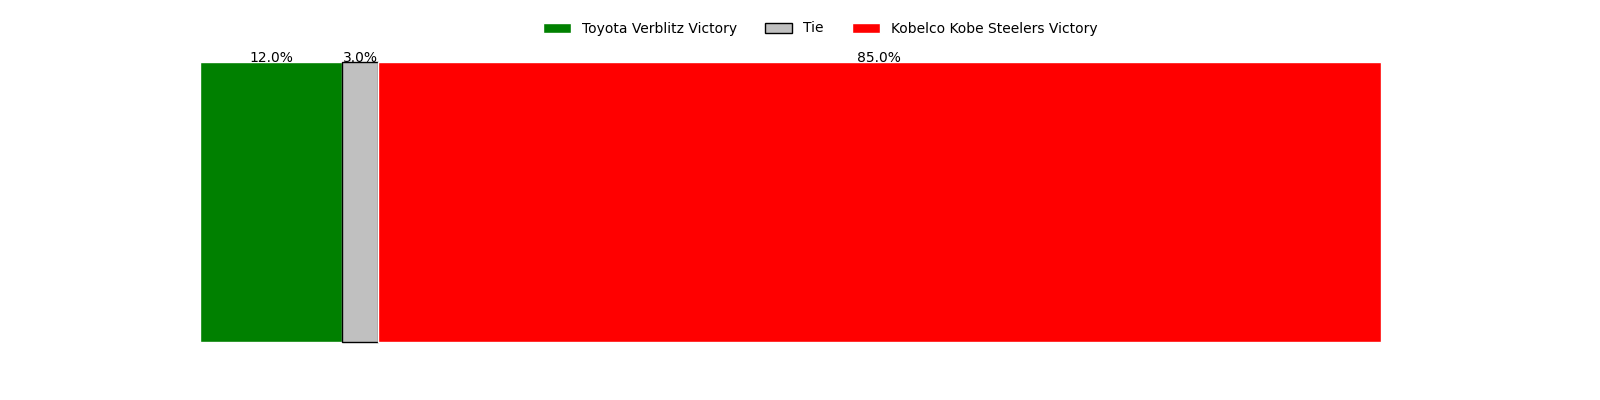 Toyota Verblitz Victory Tie Kobelco Kobe Steelers Victory
12.0% 3.0% 85.0%